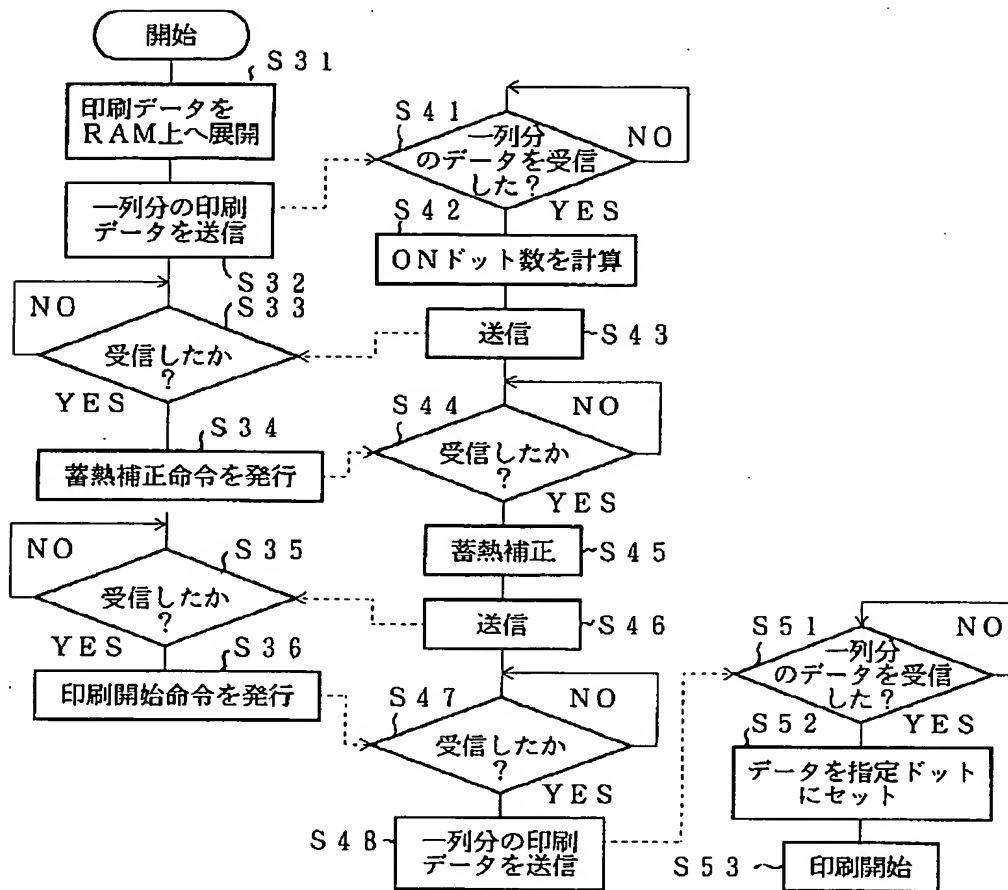 開始
S31
印刷データを
RAM上へ展開
一列分の印刷
データを送信
S32
NO
S33
受信したか
?
YES
S34
蓄熱補正命令を発行
NO
S35
受信したか
?
YES
S36
印刷開始命令を発行
S41
一列分
のデータを受信
した?
NO
YES
S42
ONドット数を計算
送信
S43
S44
NO
受信したか
?
YES
蓄熱補正
S45
送信
S46
S47
NO
受信したか
?
YES
S48
一列分の印刷
データを送信
S51
NO
一列分
のデータを受信
した?
YES
S52
データを指定ドット
にセット
S53
印刷開始